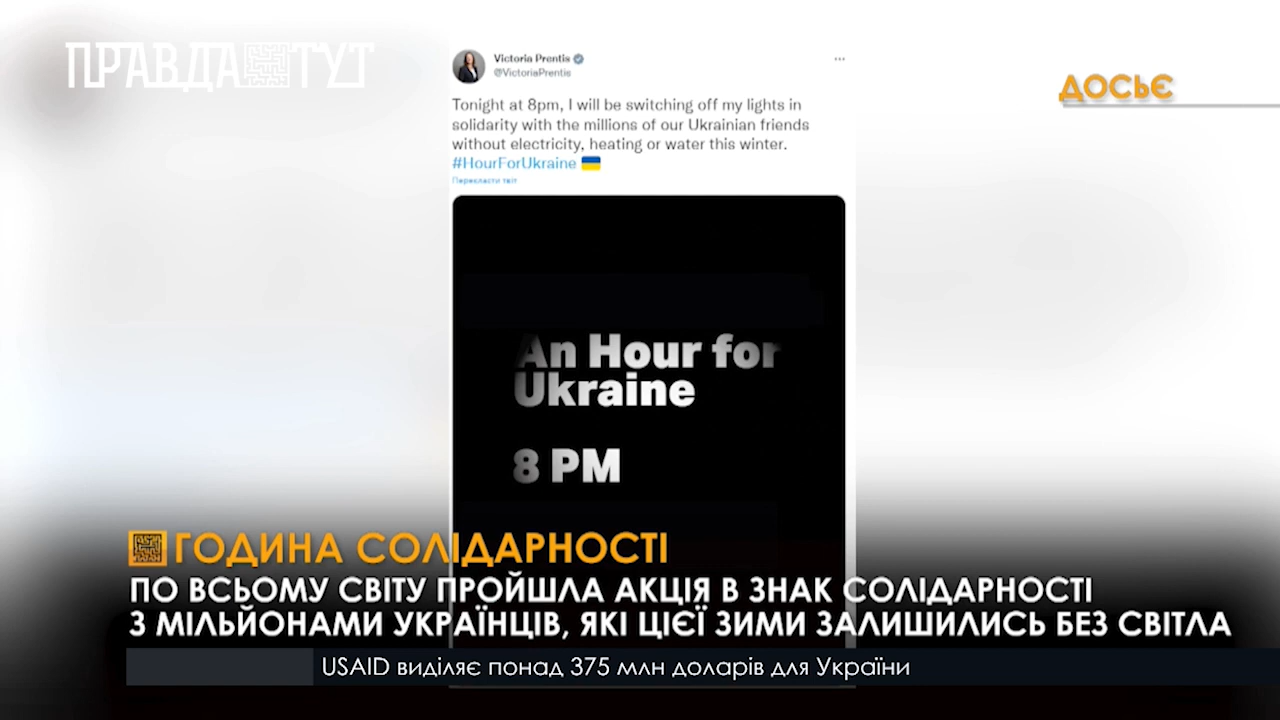 ПРАВДА ТУТ
ДОСЬЄ
Victoria Prentis
@VictoriaPrentis
Tonight at 8pm, I will be switching off my lights in
solidarity with the millions of our Ukrainian friends
without electricity, heating or water this winter.
#HourForUkraine 🇺🇦
Перекласти твіт
An Hour for
Ukraine
8 PM
ГОДИНА СОЛІДАРНОСТІ
ПО ВСЬОМУ СВІТУ ПРОЙШЛА АКЦІЯ В ЗНАК СОЛІДАРНОСТІ
З МІЛЬЙОНАМИ УКРАЇНЦІВ, ЯКІ ЦІЄЇ ЗИМИ ЗАЛИШИЛИСЬ БЕЗ СВІТЛА
USAID виділяє понад 375 млн доларів для України